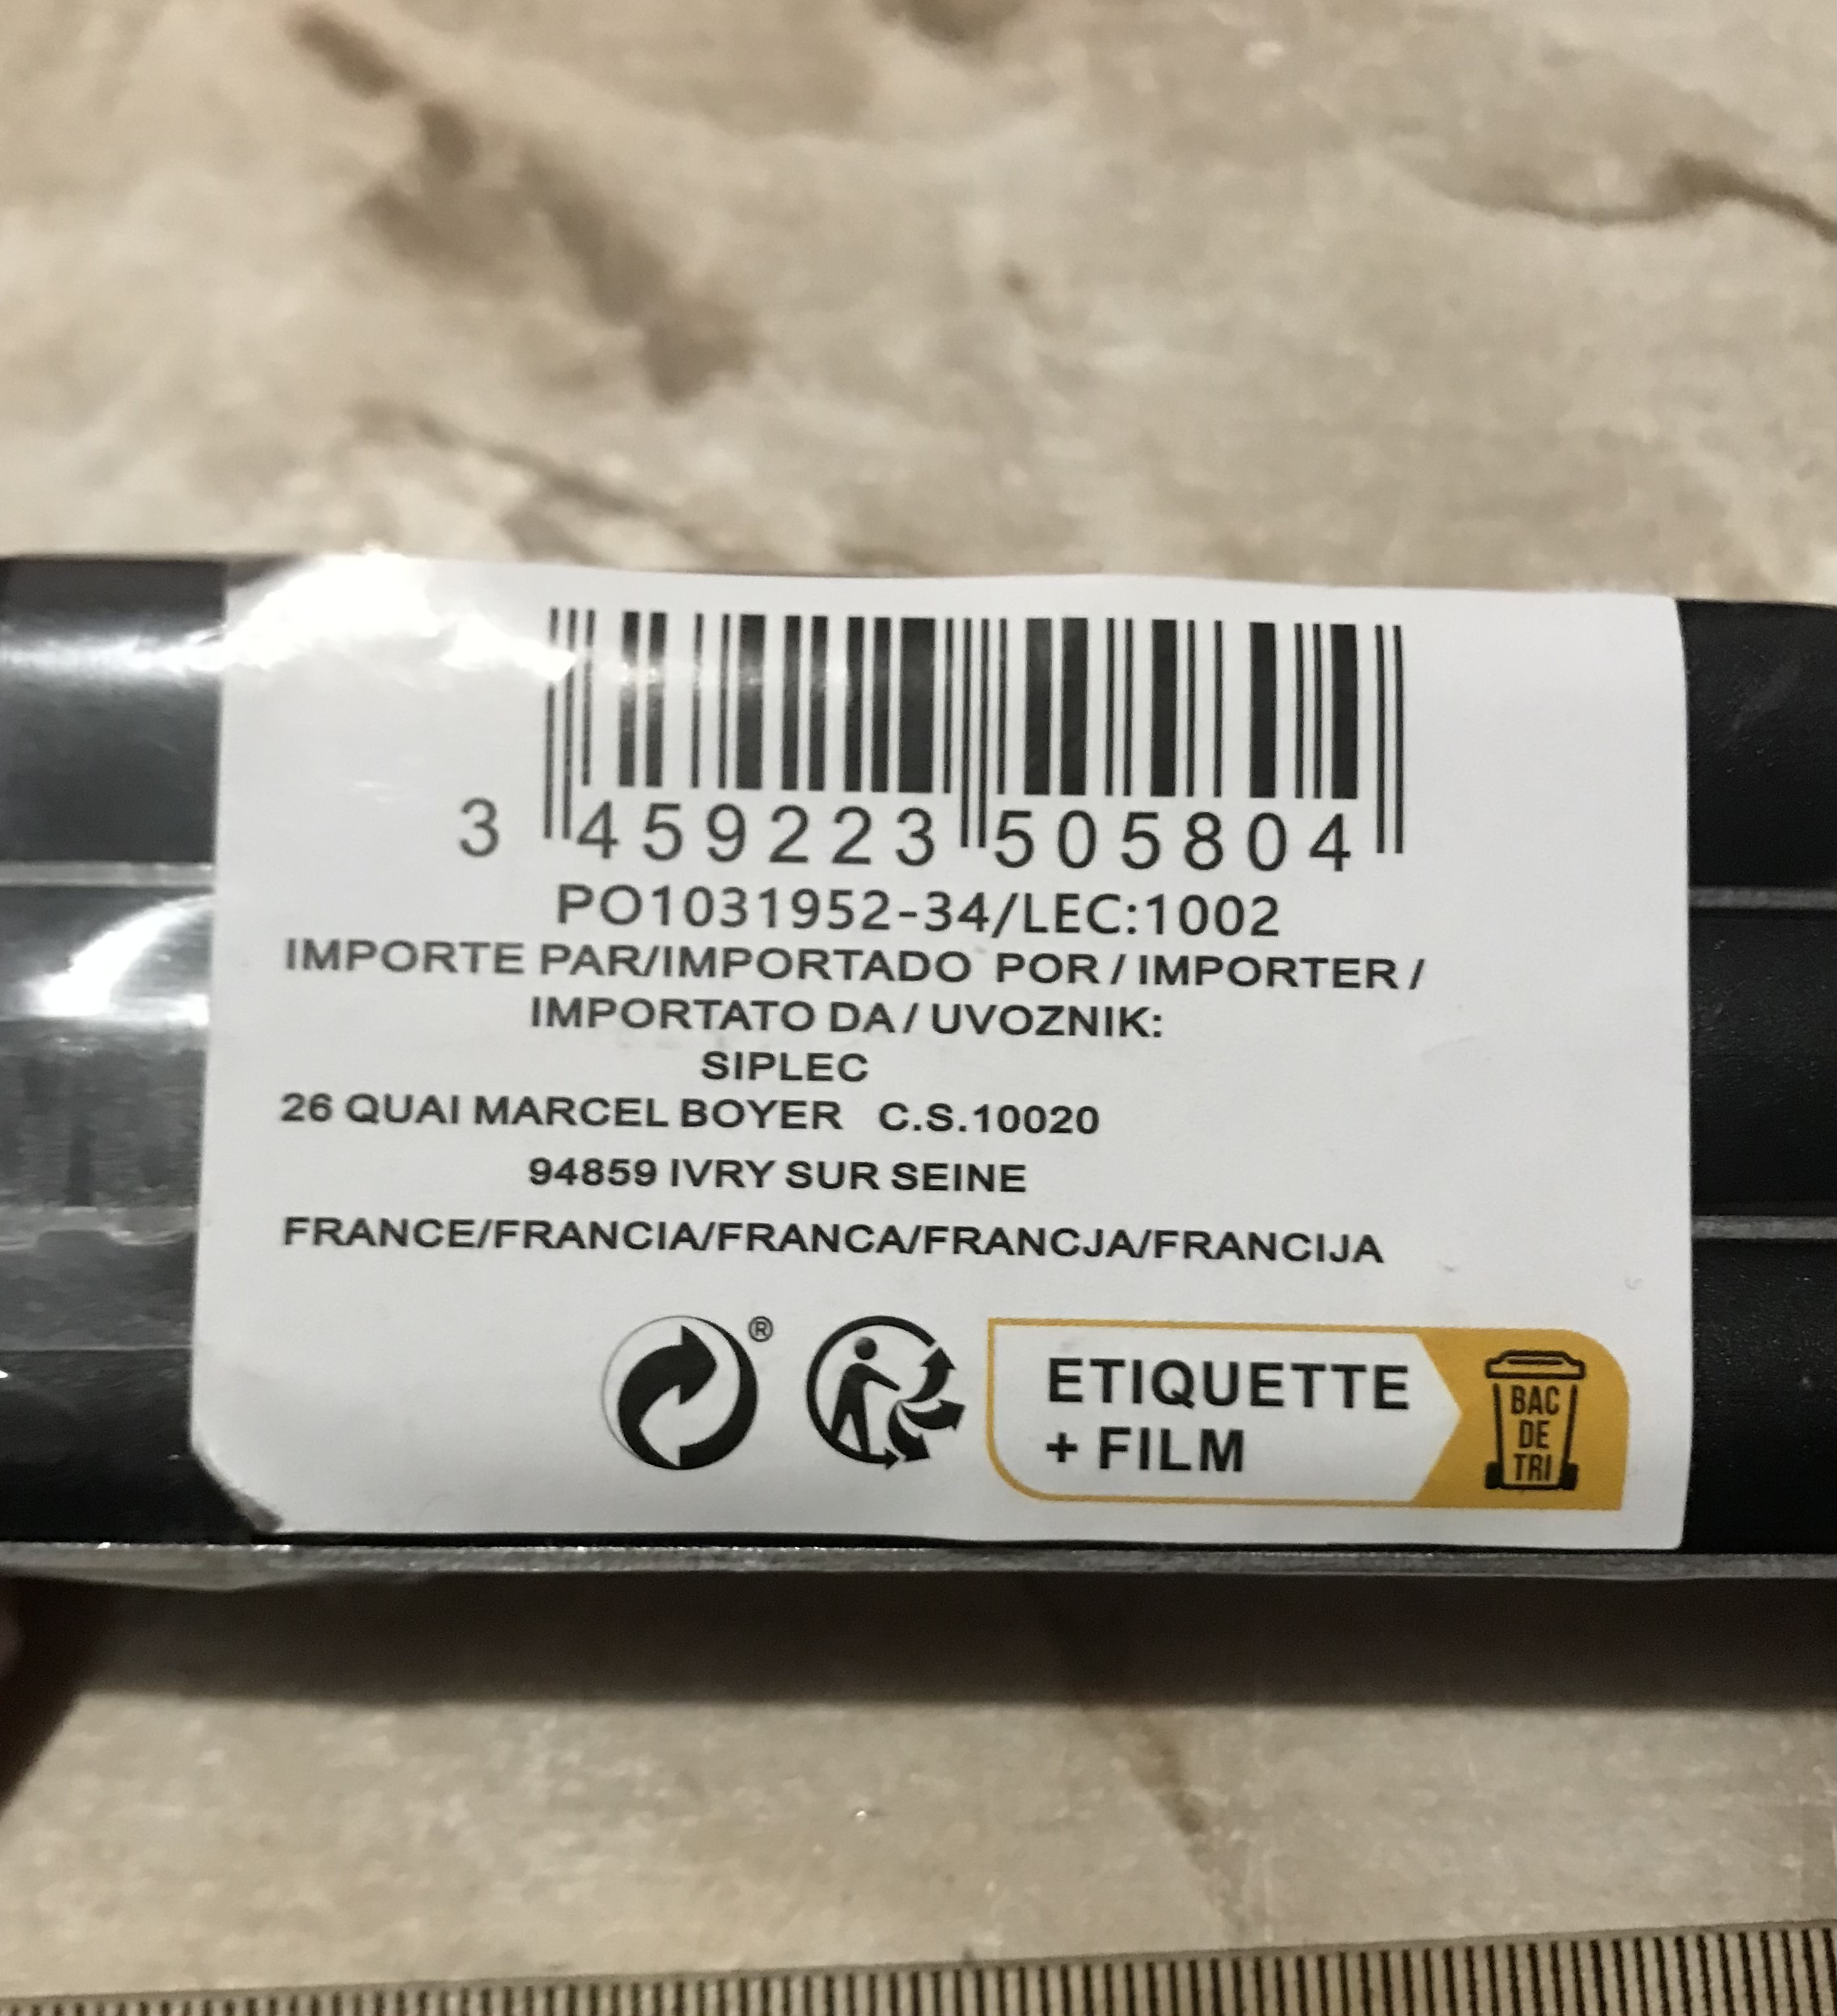 3 459223 505804
PO1031952-34/LEC:1002
IMPORTE PAR/IMPORTADO POR / IMPORTER /
IMPORTATO DA / UVOZNIK:
SIPLEC
26 QUAI MARCEL BOYER C.S.10020
94859 IVRY SUR SEINE
FRANCE/FRANCIA/FRANCA/FRANCJA/FRANCIJA
®
ETIQUETTE
+ FILM
BAC
DE
TRI